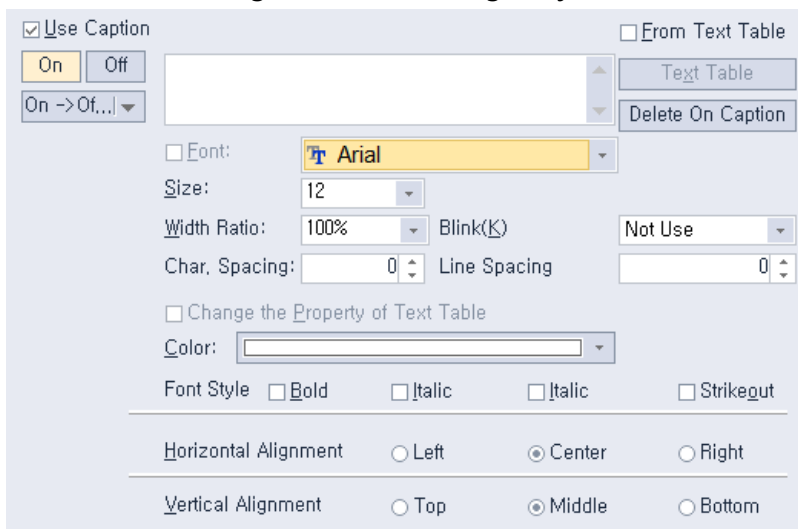 Use Caption
From Text Table
On Off
Text Table
On ->Of,,,
Delete On Caption
Font: Arial
Size: 12
Width Ratio: 100% Blink(K) Not Use
Char, Spacing: 0 Line Spacing 0
Change the Property of Text Table
Color:
Font Style Bold Italic Italic Strikeout
Horizontal Alignment Left Center Right
Vertical Alignment Top Middle Bottom